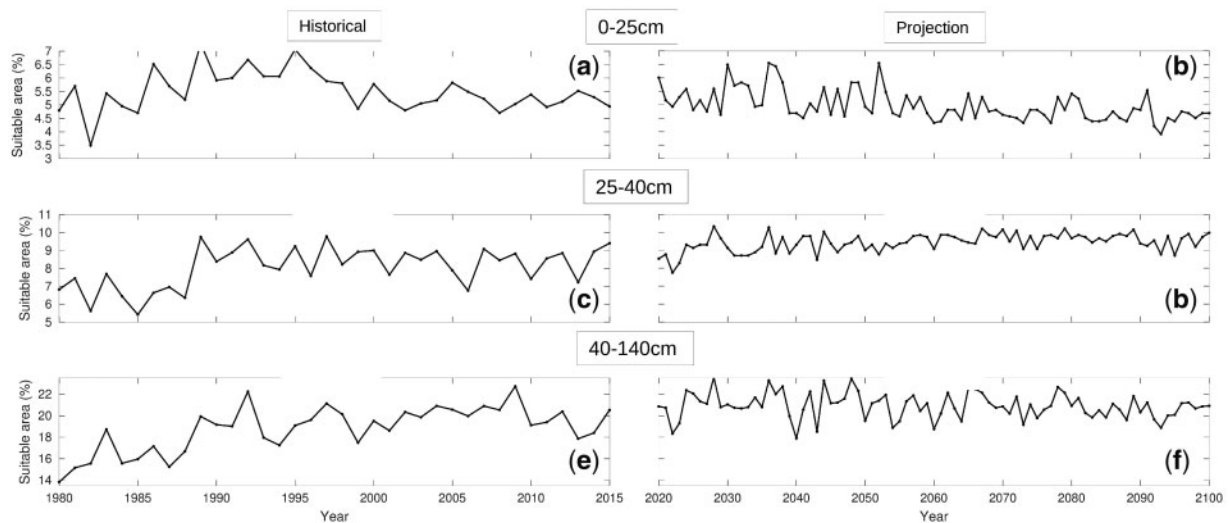 Historical
0-25cm
Projection
Suitable area (%)
7
6.5
6
5.5
5
4.5
4
3.5
3
(a)
(b)
25-40cm
Suitable area (%)
11
10
9
8
7
6
5
(c)
(b)
40-140cm
Suitable area (%)
22
20
18
16
14
(e)
(f)
1980 1985 1990 1995 2000 2005 2010 2015
2020 2030 2040 2050 2060 2070 2080 2090 2100
Year
Year